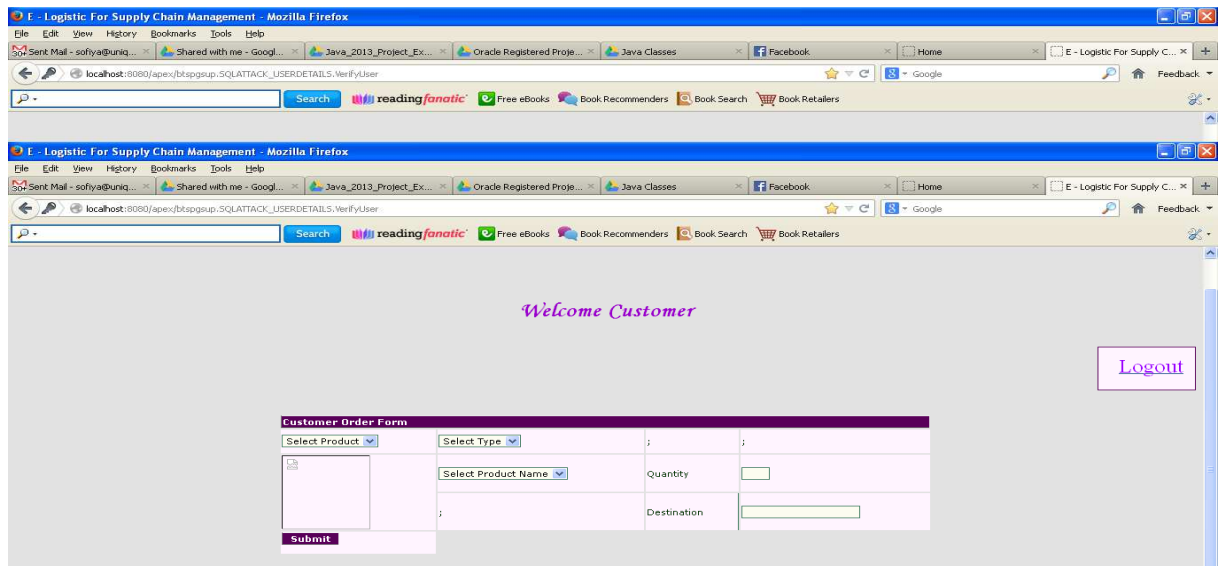 E - Logistic For Supply Chain Management - Mozilla Firefox
File Edit View History Bookmarks Tools Help
Sent Mail - sofiya@uniq... Shared with me - Googl... Java_2013_Project_Ex... Oracle Registered Proje... Java Classes Facebook Home E - Logistic For Supply C...
localhost:8080/apex/btspgsup.SQLATTACK_USERDETAILS.VerifyUser Google Feedback
Search reading fanatic Free eBooks Book Recommenders Book Search Book Retailers
E - Logistic For Supply Chain Management - Mozilla Firefox
File Edit View History Bookmarks Tools Help
Sent Mail - sofiya@uniq... Shared with me - Googl... Java_2013_Project_Ex... Oracle Registered Proje... Java Classes Facebook Home E - Logistic For Supply C...
localhost:8080/apex/btspgsup.SQLATTACK_USERDETAILS.VerifyUser Google Feedback
Search reading fanatic Free eBooks Book Recommenders Book Search Book Retailers
Welcome Customer
Logout
Customer Order Form
Select Product Select Type ; ;
Select Product Name Quantity
; Destination
Submit